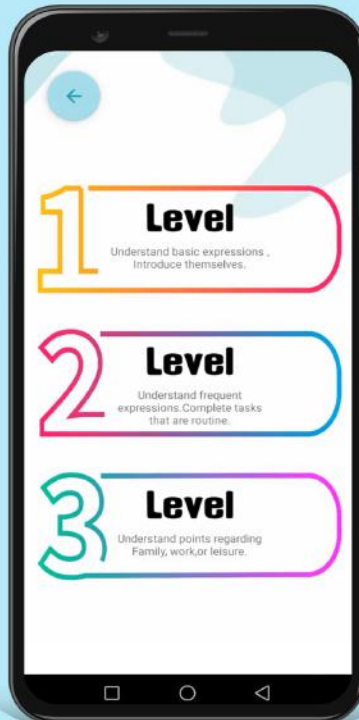 1
Level
Understand basic expressions ,
Introduce themselves.
2
Level
Understand frequent
expressions.Complete tasks
that are routine.
3
Level
Understand points regarding
Family, work,or leisure.